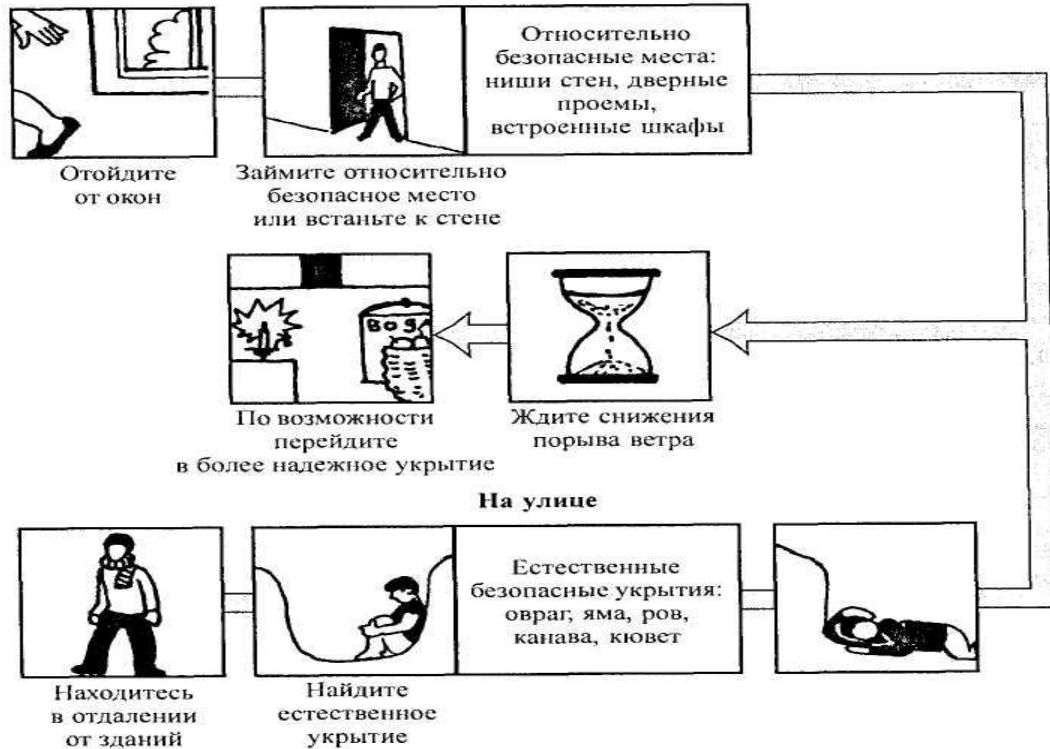 Относительно
безопасные места:
ниши стен, дверные
проемы,
встроенные шкафы
Отойдите
от окон
Займите относительно
безопасное место
или встаньте к стене
По возможности
перейдите
в более надежное укрытие
Ждите снижения
порыва ветра
На улице
Естественные
безопасные укрытия:
овраг, яма, ров,
канава, кювет
Находитесь
в отдалении
от зданий
Найдите
естественное
укрытие